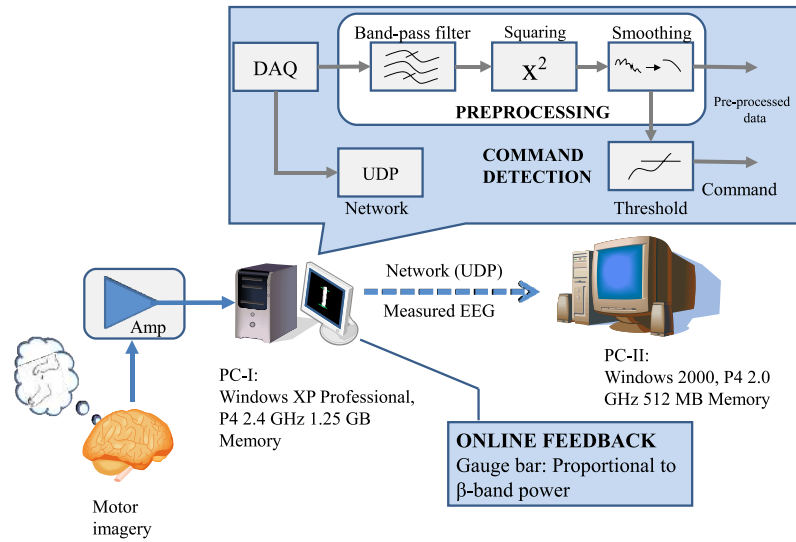 Band-pass filter
Squaring
Smoothing
DAQ
X²
PREPROCESSING
Pre-processed
data
UDP
Network
COMMAND
DETECTION
Threshold
Command
Amp
Network (UDP)
Measured EEG
PC-I:
Windows XP Professional,
P4 2.4 GHz 1.25 GB
Memory
PC-II:
Windows 2000, P4 2.0
GHz 512 MB Memory
ONLINE FEEDBACK
Gauge bar: Proportional to
β-band power
Motor
imagery